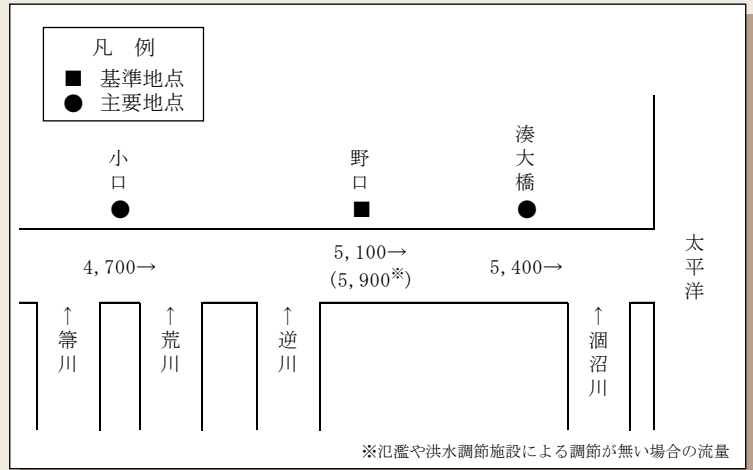 凡 例
■ 基準地点
● 主要地点
小口
野口
湊大橋
4,700→
5,100→
(5,900※)
5,400→
太平洋
↑箒川
↑荒川
↑逆川
↑涸沼川
※氾濫や洪水調節施設による調節が無い場合の流量